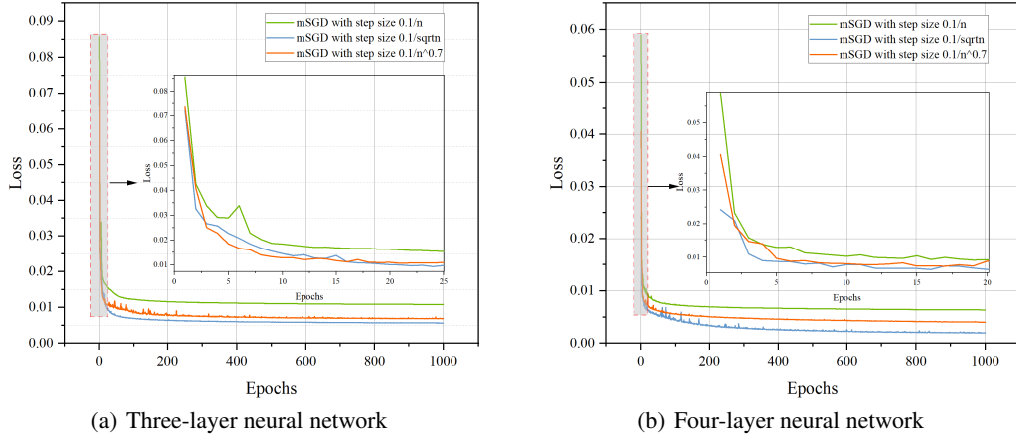 mSGD with step size 0.1/n
mSGD with step size 0.1/sqrtn
mSGD with step size 0.1/n^0.7
0.09
0.08
0.07
0.06
0.05
0.04
0.03
0.02
0.01
0.00
Loss
0 200 400 600 800 1000
Epochs
0.08
0.07
0.06
0.05
0.04
0.03
0.02
0.01
Loss
0 5 10 15 20 25
Epochs
(a) Three-layer neural network
mSGD with step size 0.1/n
mSGD with step size 0.1/sqrtn
mSGD with step size 0.1/n^0.7
0.06
0.05
0.04
0.03
0.02
0.01
0.00
Loss
0 200 400 600 800 1000
Epochs
0.05
0.04
0.03
0.02
0.01
Loss
5 10 15 20
Epochs
(b) Four-layer neural network